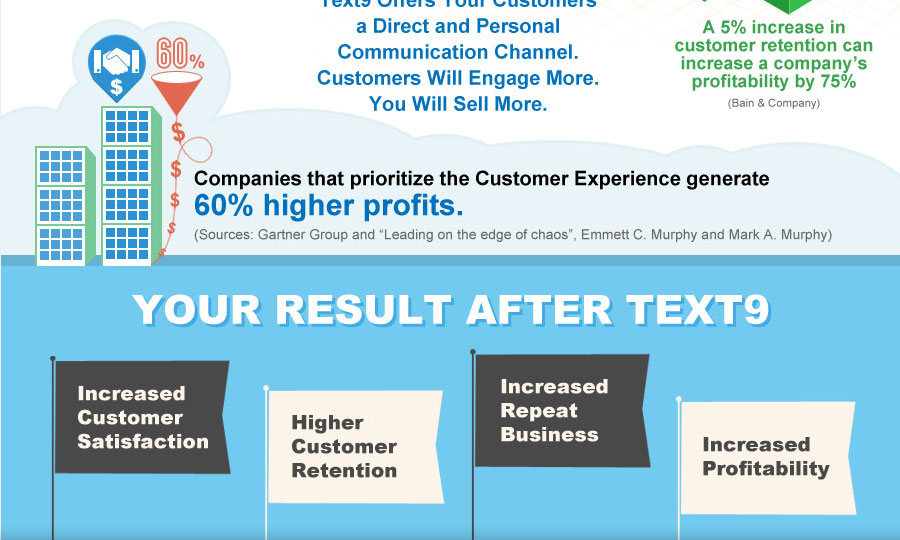 Text9 Offers Your Customers
a Direct and Personal
Communication Channel.
Customers Will Engage More.
You Will Sell More.
A 5% increase in
customer retention can
increase a company's
profitability by 75%
(Bain & Company)
60%
$
$
$
$
$
$
Companies that prioritize the Customer Experience generate
60% higher profits.
(Sources: Gartner Group and “Leading on the edge of chaos”, Emmett C. Murphy and Mark A. Murphy)
YOUR RESULT AFTER TEXT9
Increased
Customer
Satisfaction
Higher
Customer
Retention
Increased
Repeat
Business
Increased
Profitability